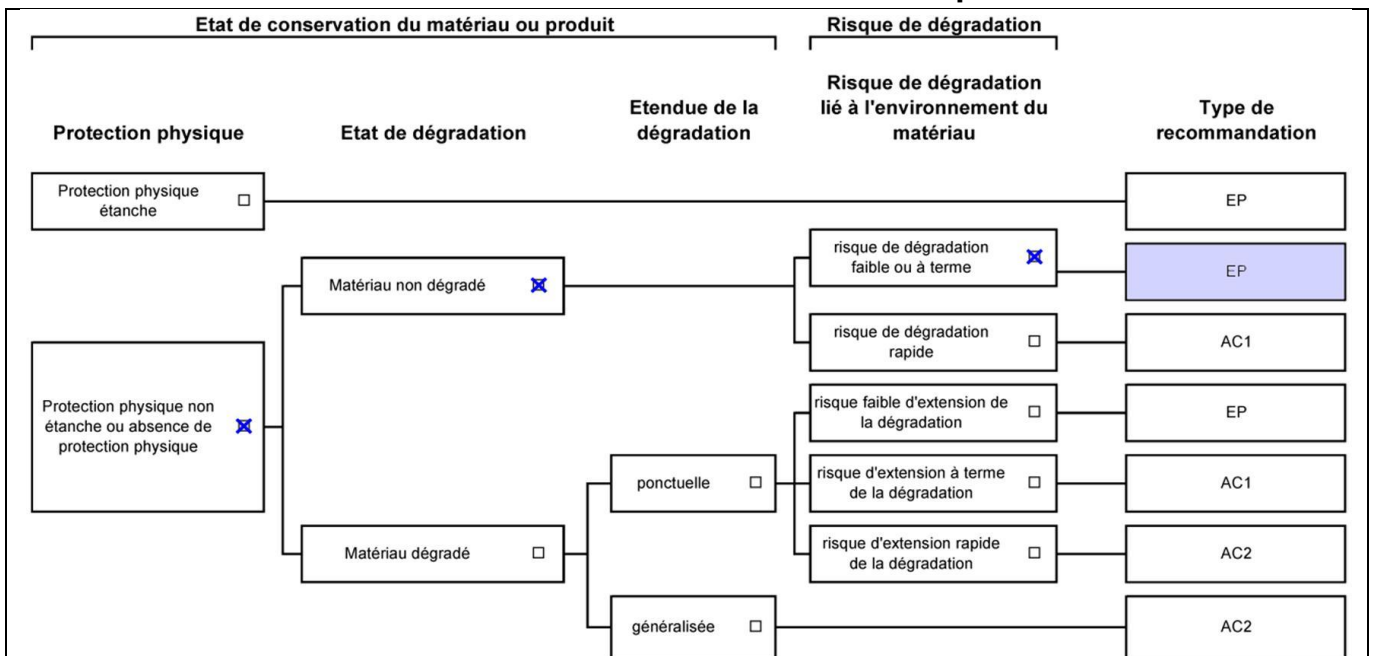 Etat de conservation du matériau ou produit
Risque de dégradation
Protection physique
Etat de dégradation
Etendue de la
dégradation
Risque de dégradation
lié à l'environnement du
matériau
Type de
recommandation
Protection physique
étanche
EP
Matériau non dégradé
risque de dégradation
faible ou à terme
EP
risque de dégradation
rapide
AC1
Protection physique non
étanche ou absence de
protection physique
risque faible d'extension de
la dégradation
EP
ponctuelle
risque d'extension à terme
de la dégradation
AC1
Matériau dégradé
risque d'extension rapide
de la dégradation
AC2
généralisée
AC2